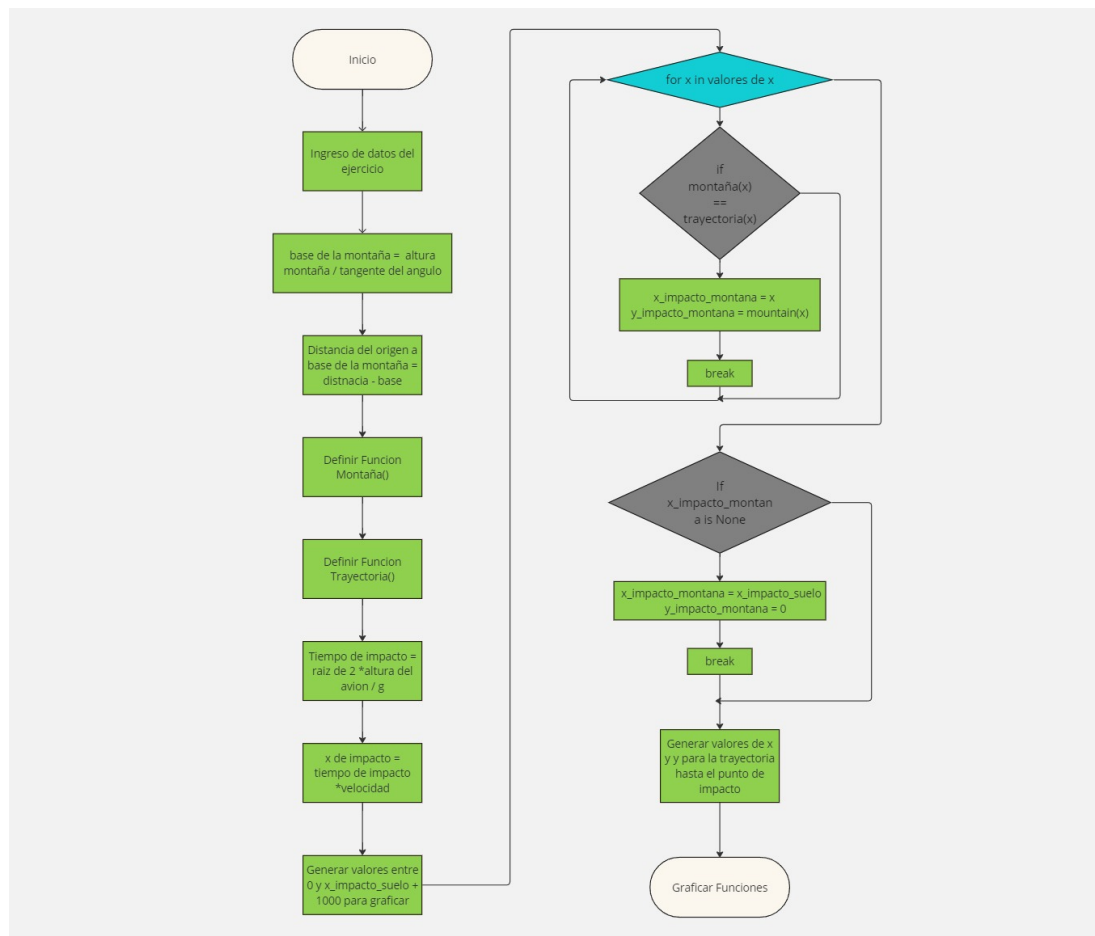 Inicio
Ingreso de datos del
ejercicio
base de la montaña = altura
montaña / tangente del angulo
Distancia del origen a
base de la montaña =
distnacia - base
Definir Funcion
Montaña()
Definir Funcion
Trayectoria()
Tiempo de impacto =
raiz de 2 *altura del
avion / g
x de impacto =
tiempo de impacto
*velocidad
Generar valores entre
0 y x_impacto_suelo +
1000 para graficar
for x in valores de x
if
montaña(x)
==
trayectoria(x)
x_impacto_montana = x
y_impacto_montana = mountain(x)
break
If
x_impacto_montan
a is None
x_impacto_montana = x_impacto_suelo
y_impacto_montana = 0
break
Generar valores de x
y y para la trayectoria
hasta el punto de
impacto
Graficar Funciones